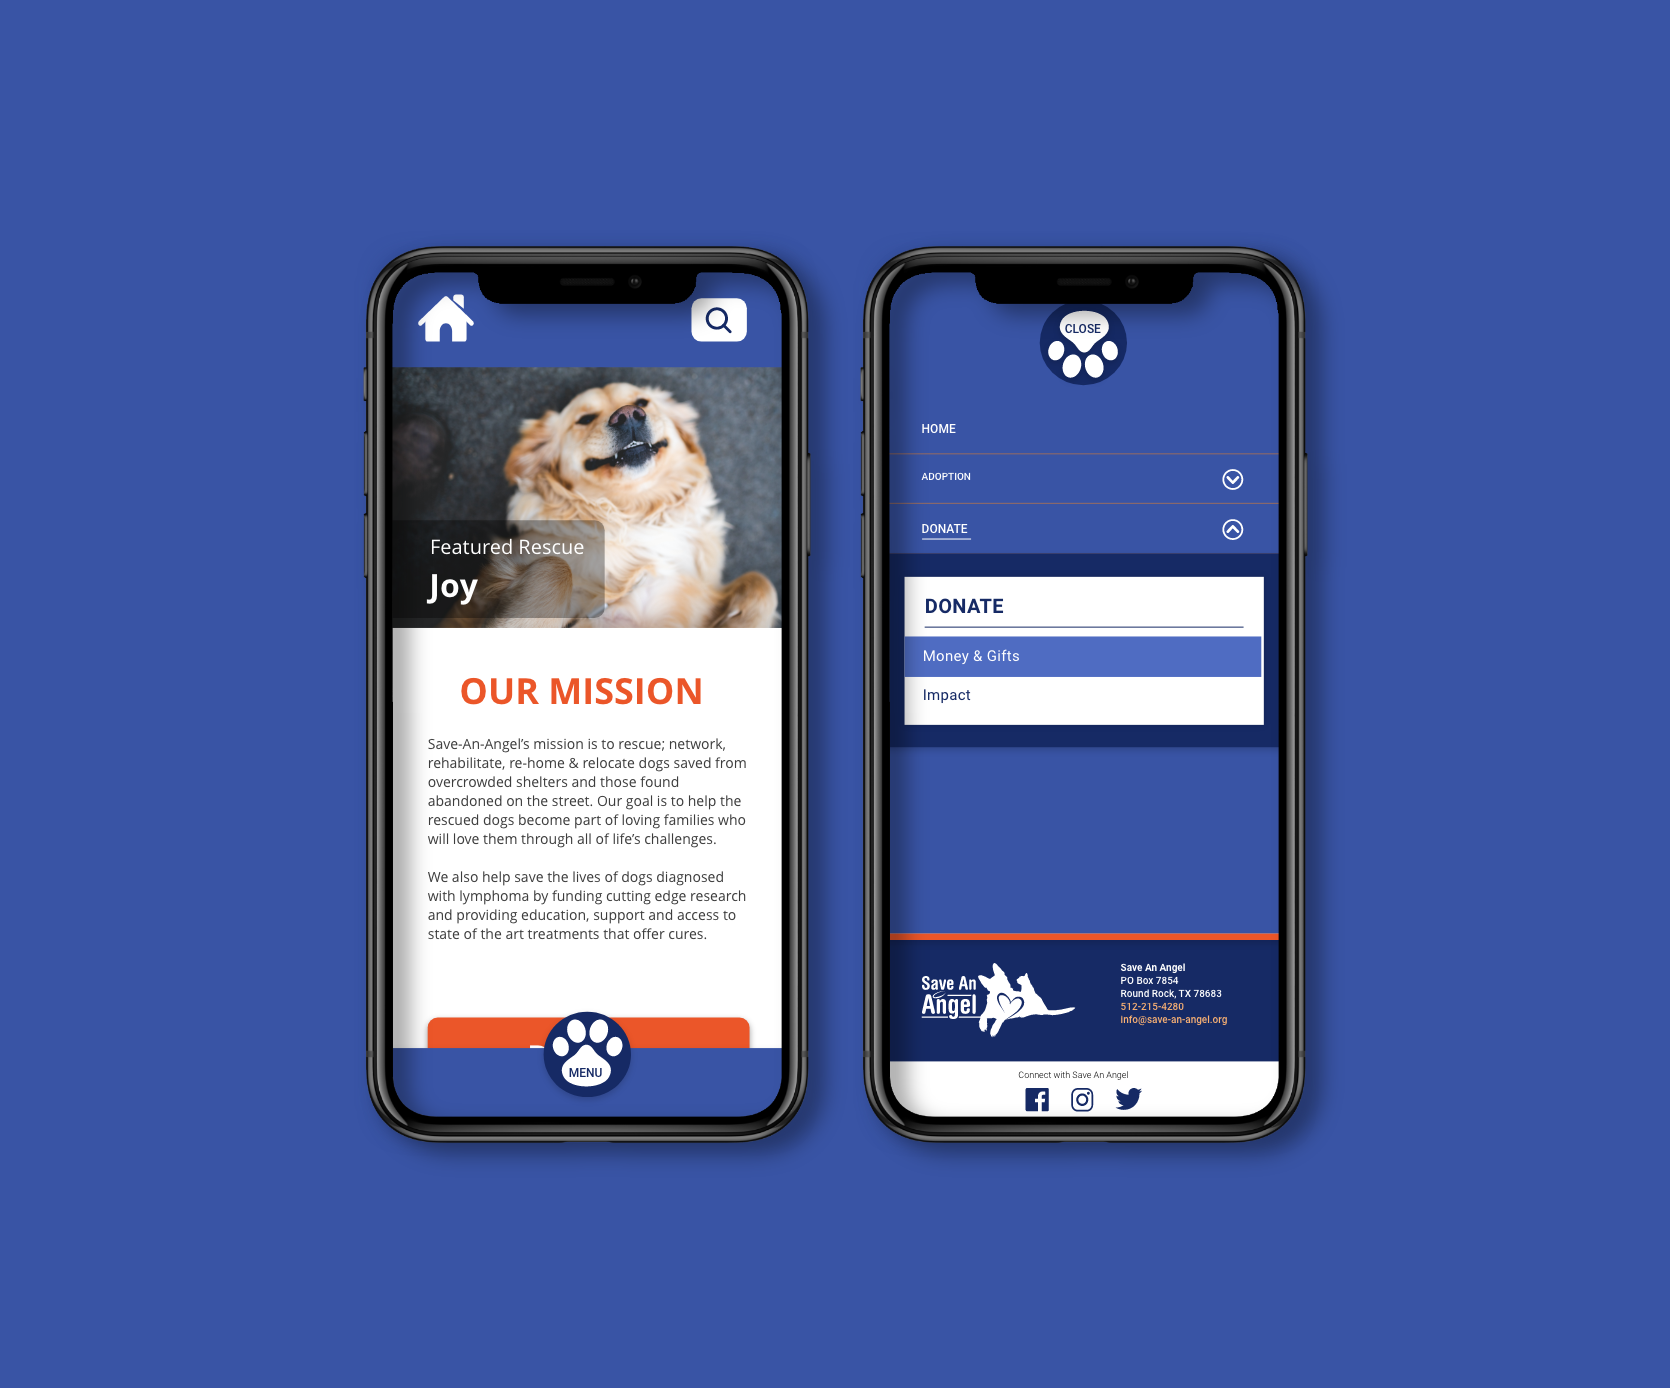 Featured Rescue
Joy
OUR MISSION
Save-An-Angel’s mission is to rescue; network,
rehabilitate, re-home & relocate dogs saved from
overcrowded shelters and those found
abandoned on the street. Our goal is to help the
rescued dogs become part of loving families who
will love them through all of life’s challenges.
We also help save the lives of dogs diagnosed
with lymphoma by funding cutting edge research
and providing education, support and access to
state of the art treatments that offer cures.
MENU
CLOSE
HOME
ADOPTION
DONATE
DONATE
Money & Gifts
Impact
Save An
Angel
Save An Angel
PO Box 7854
Round Rock, TX 78683
512-215-4280
info@save-an-angel.org
Connect with Save An Angel